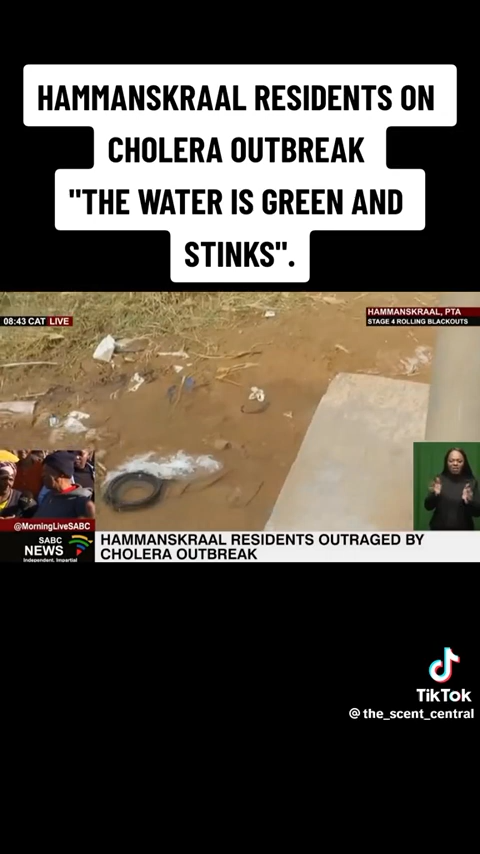 HAMMANSKRAAL RESIDENTS ON
CHOLERA OUTBREAK
"THE WATER IS GREEN AND
STINKS".
08:43 CAT LIVE
HAMMANSKRAAL, PTA
STAGE 4 ROLLING BLACKOUTS
@MorningLiveSABC
SABC
NEWS
Independent. Impartial
HAMMANSKRAAL RESIDENTS OUTRAGED BY
CHOLERA OUTBREAK
TikTok
@the_scent_central